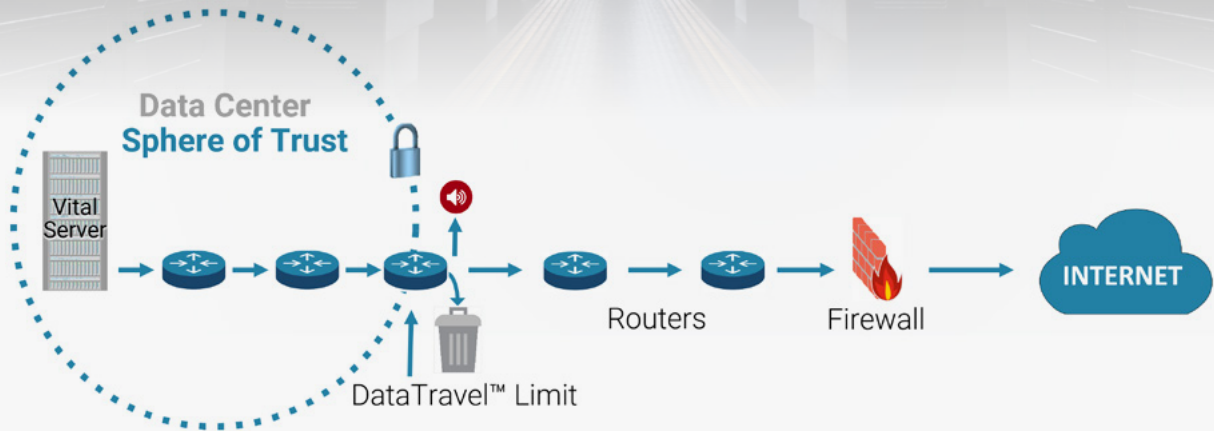 Data Center
Sphere of Trust
Vital
Server
Routers
Firewall
INTERNET
DataTravel™ Limit